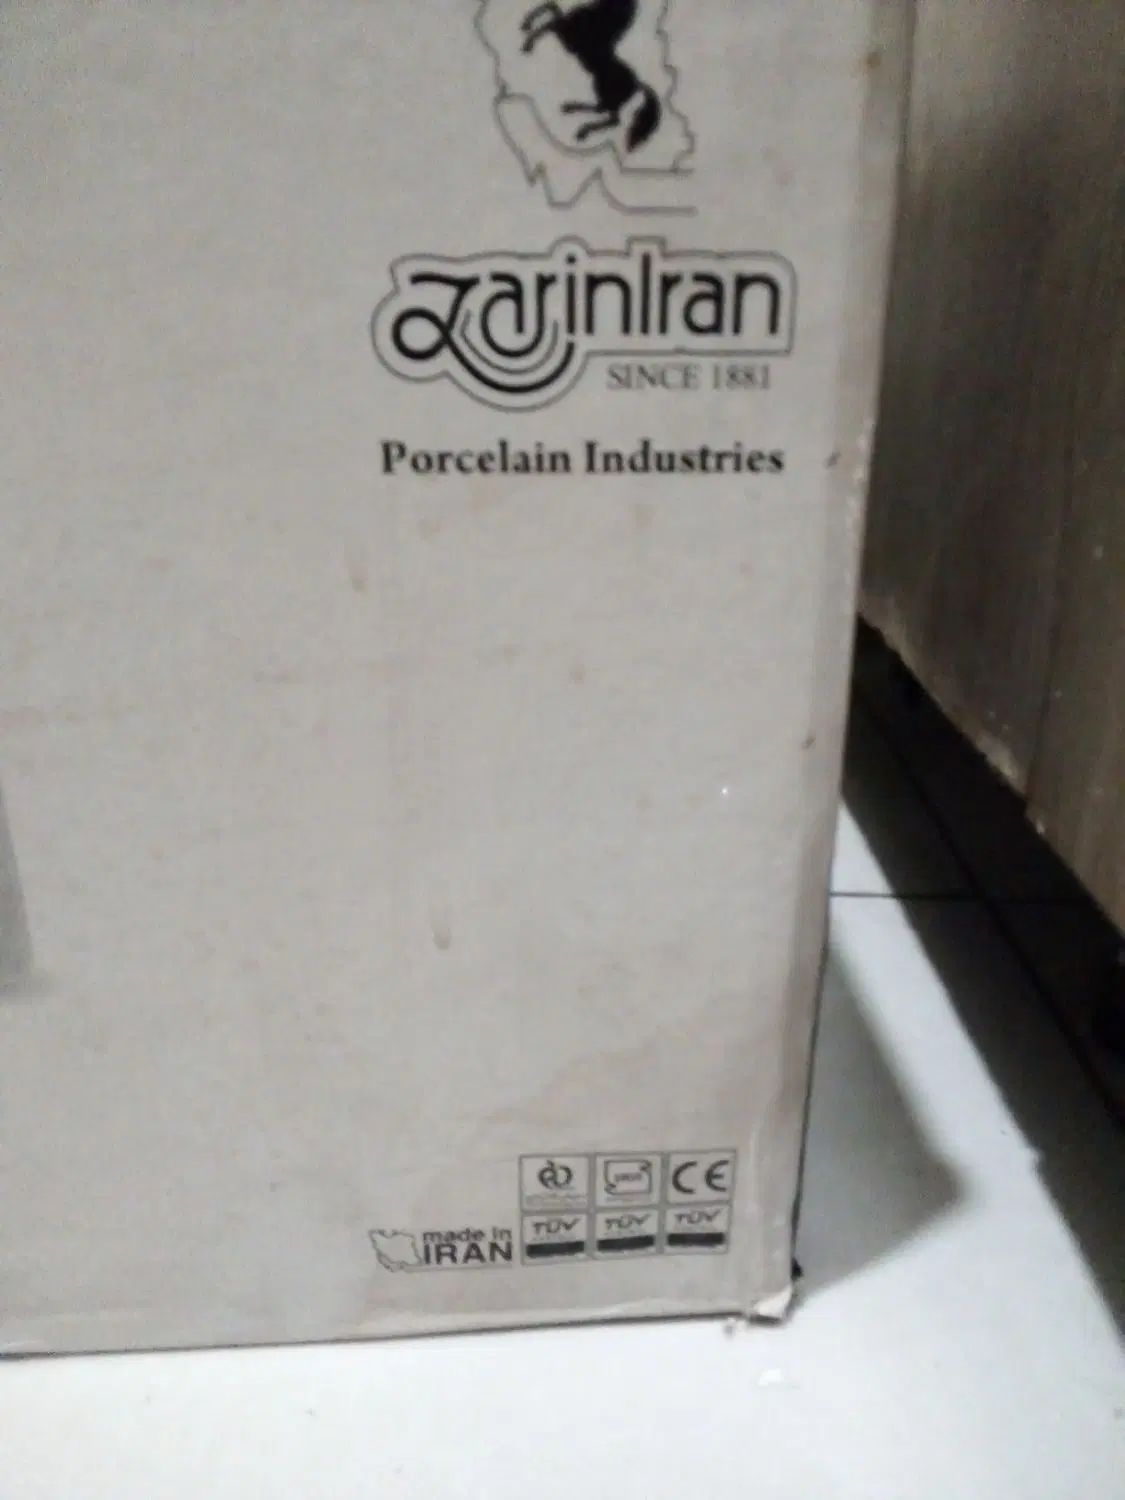 ZarinIran
SINCE 1881
Porcelain Industries
CE
made in
IRAN
TÜV TÜV TÜV